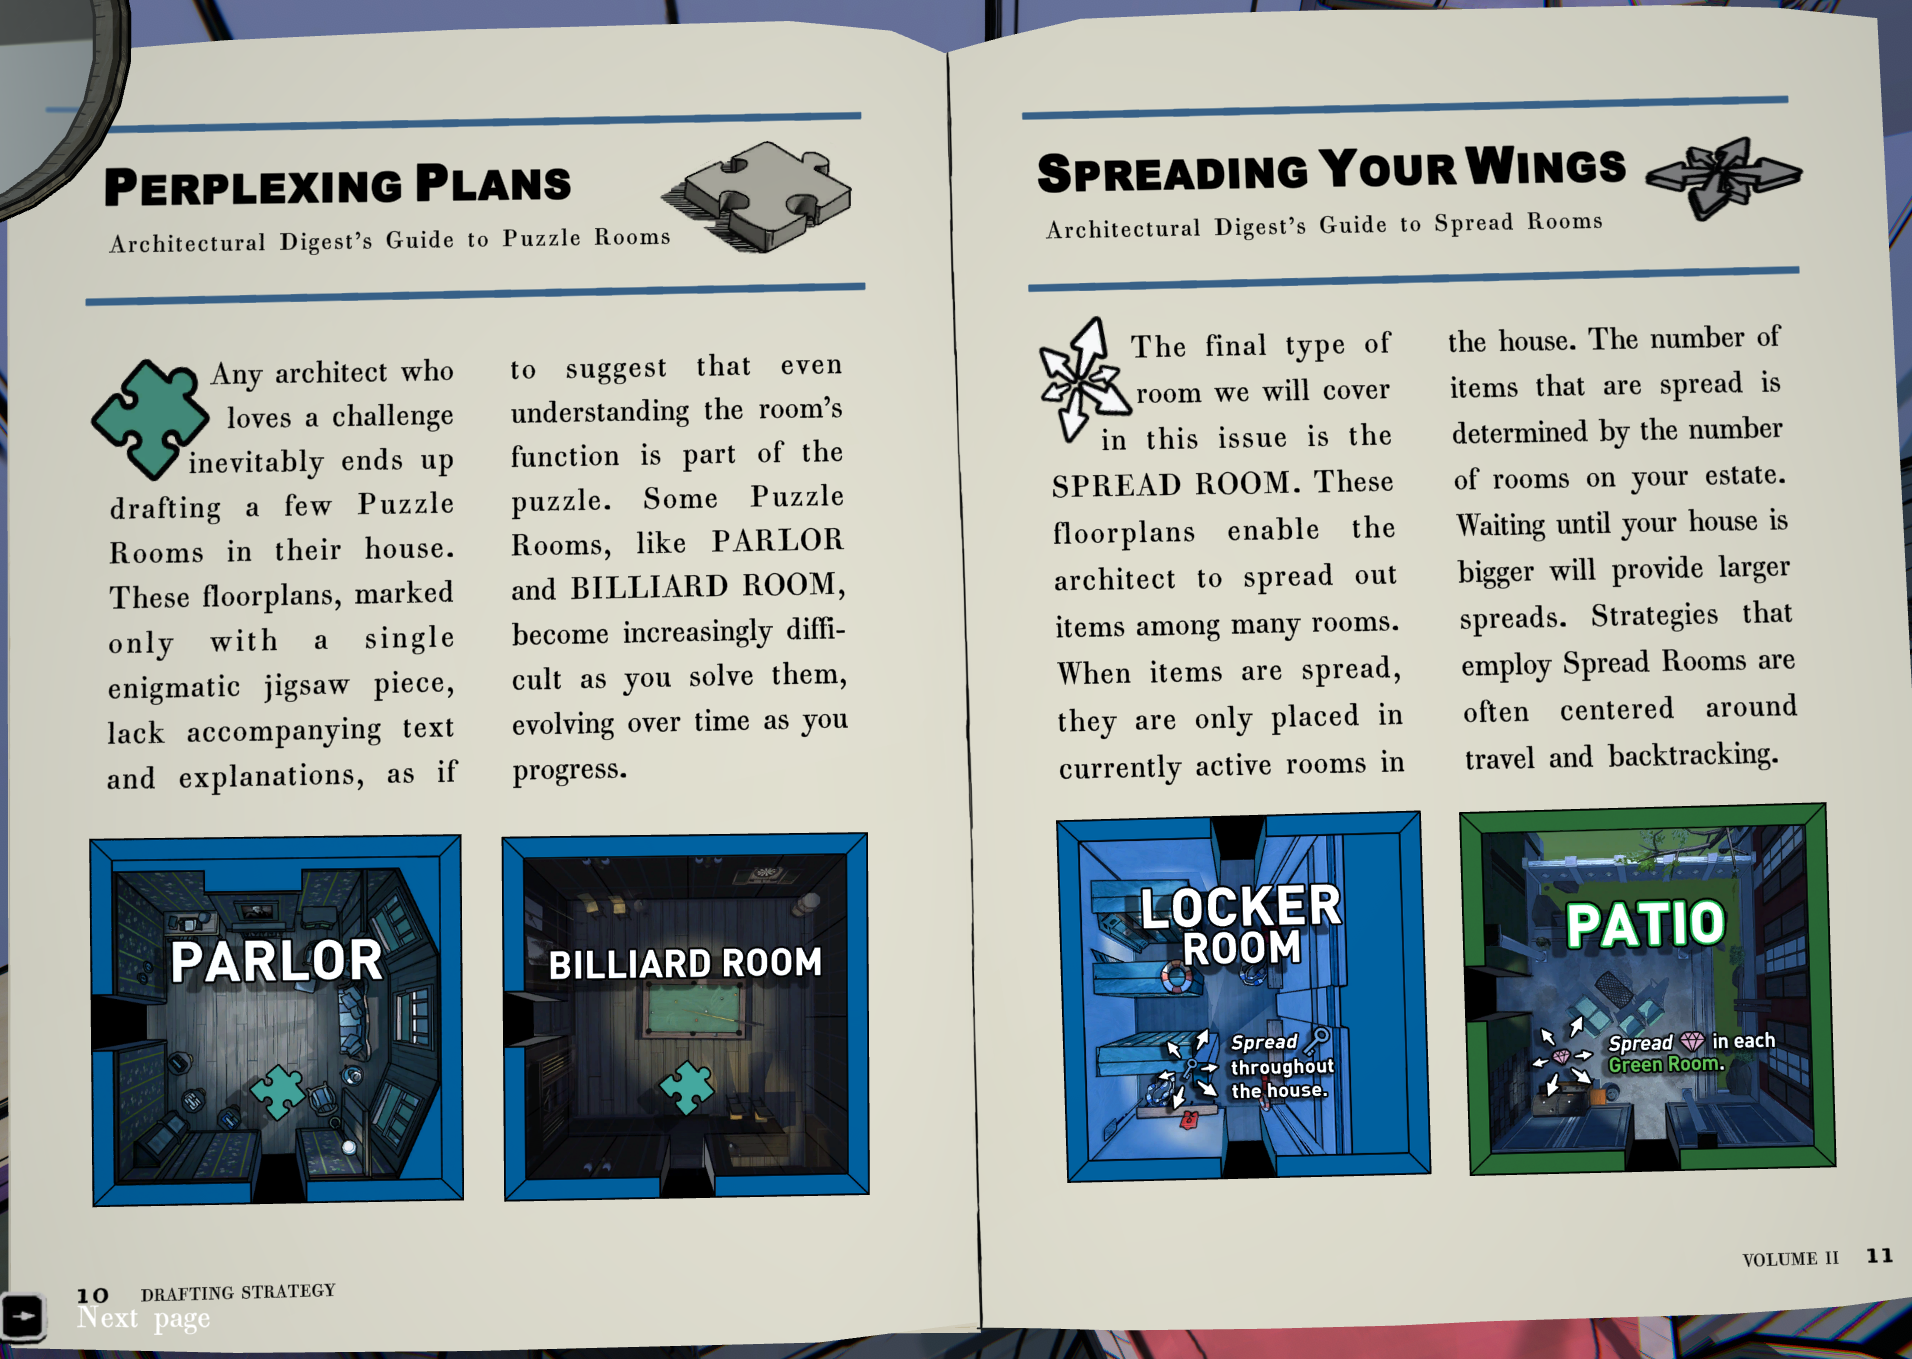 PERPLEXING PLANS
Architectural Digest's Guide to Puzzle Rooms
Any architect who
loves a challenge
inevitably ends up
drafting a few Puzzle
Rooms in their house.
These floorplans, marked
only with a single
enigmatic jigsaw piece,
lack accompanying text
and explanations, as if
to suggest that even
understanding the room's
function is part of the
puzzle. Some Puzzle
Rooms, like PARLOR
and BILLIARD ROOM,
become increasingly diffi-
cult as you solve them,
evolving over time as you
progress.
PARLOR
BILLIARD ROOM
10 DRAFTING STRATEGY
Next page
SPREADING YOUR WINGS
Architectural Digest's Guide to Spread Rooms
The final type of
room we will cover
in this issue is the
SPREAD ROOM. These
floorplans enable the
architect to spread out
items among many rooms.
When items are spread,
they are only placed in
currently active rooms in
the house. The number of
items that are spread is
determined by the number
of rooms on your estate.
Waiting until your house is
bigger will provide larger
spreads. Strategies that
employ Spread Rooms are
often centered around
travel and backtracking.
LOCKER
ROOM
Spread
throughout
the house.
PATIO
Spread in each
Green Room.
VOLUME II 11